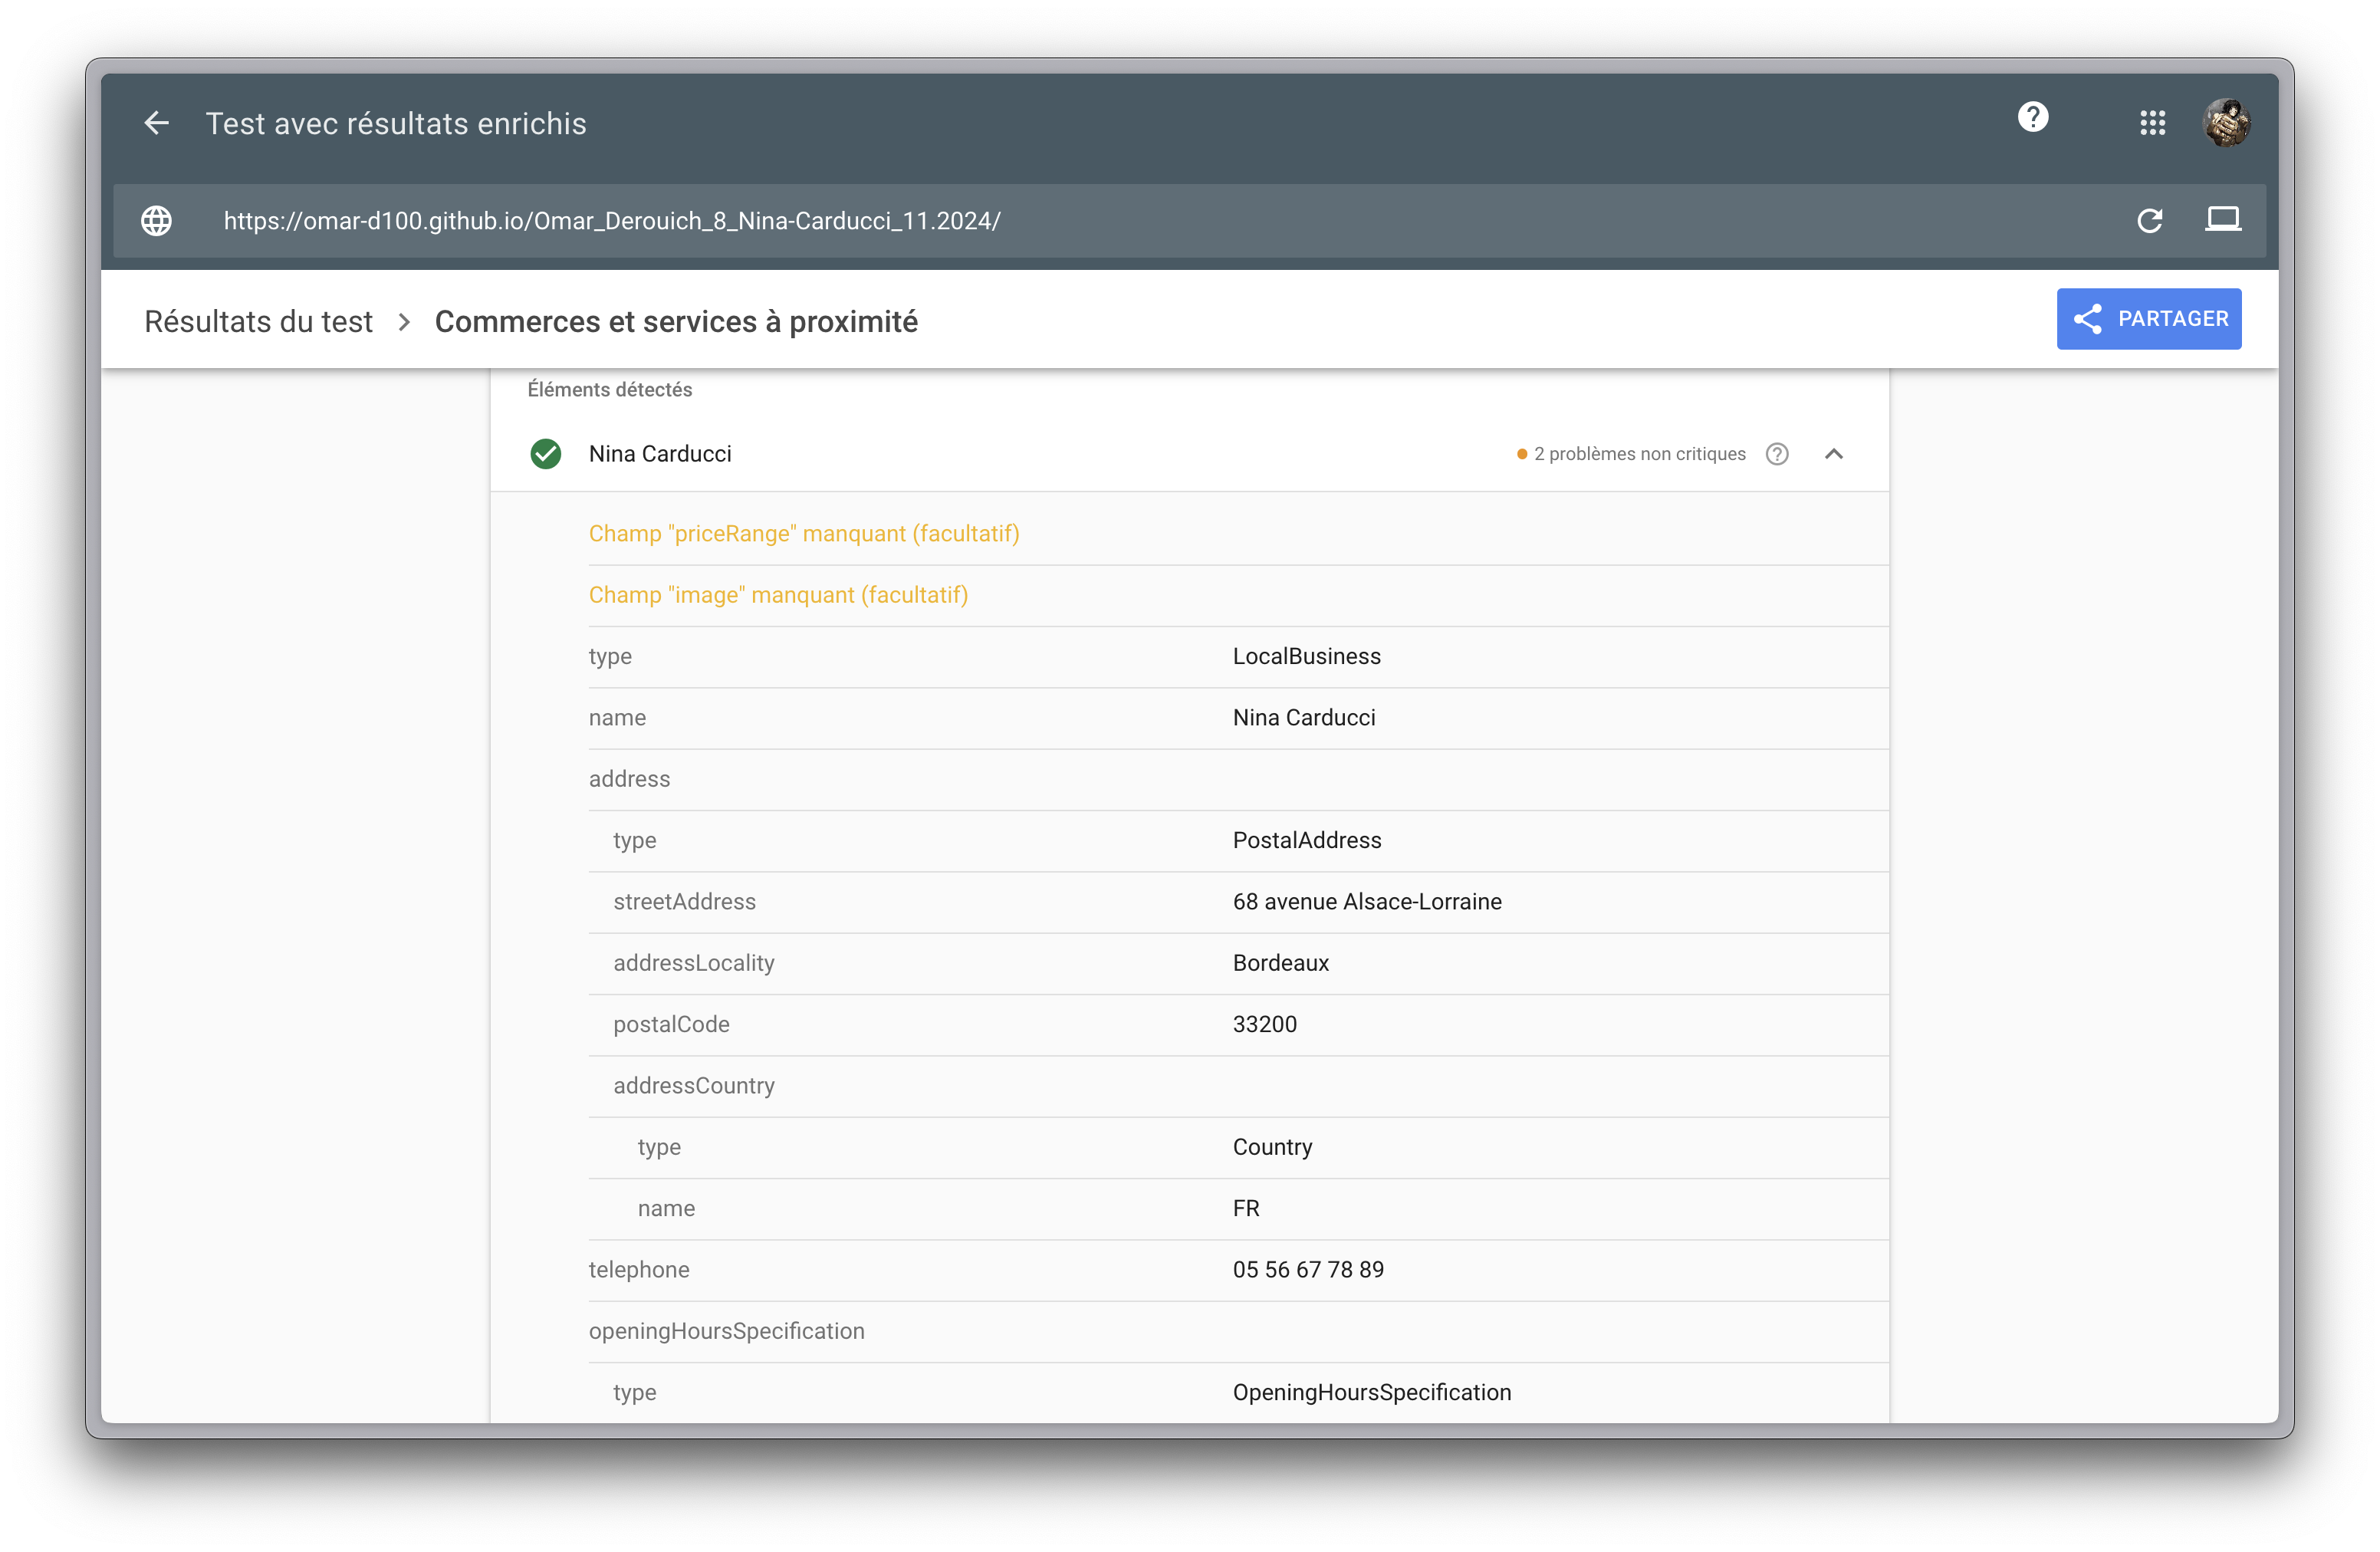 Test avec résultats enrichis
https://omar-d100.github.io/Omar_Derouich_8_Nina-Carducci_11.2024/
Résultats du test > Commerces et services à proximité
PARTAGER
Éléments détectés
Nina Carducci 2 problèmes non critiques
Champ "priceRange" manquant (facultatif)
Champ "image" manquant (facultatif)
type LocalBusiness
name Nina Carducci
address
type PostalAddress
streetAddress 68 avenue Alsace-Lorraine
addressLocality Bordeaux
postalCode 33200
addressCountry
type Country
name FR
telephone 05 56 67 78 89
openingHoursSpecification
type OpeningHoursSpecification